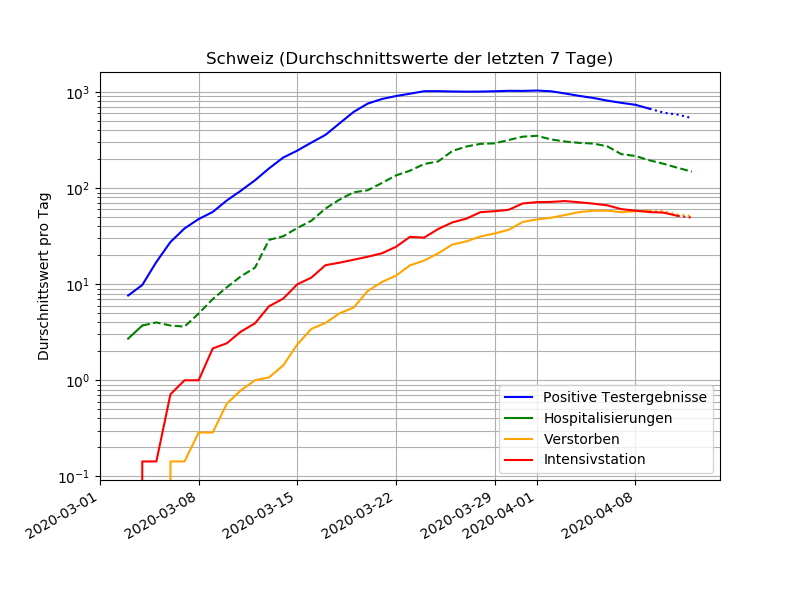 Schweiz (Durchschnittswerte der letzten 7 Tage)
Durschnittswert pro Tag
10³
10²
10¹
10⁰
10⁻¹
2020-03-01
2020-03-08
2020-03-15
2020-03-22
2020-03-29
2020-04-01
2020-04-08
Positive Testergebnisse
Hospitalisierungen
Verstorben
Intensivstation